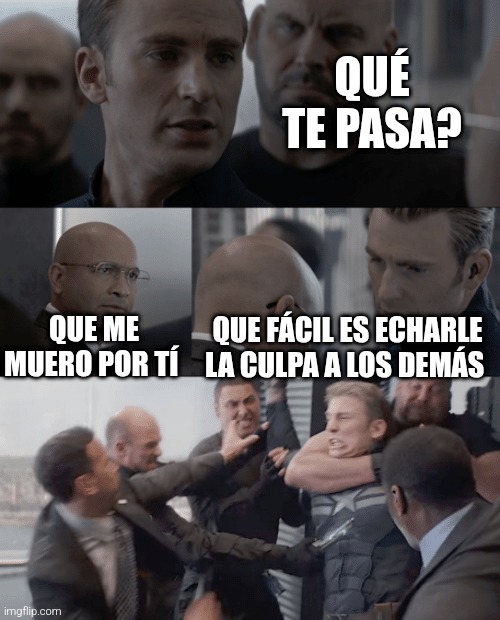 QUÉ
TE PASA?
QUE ME
MUERO POR TÍ
QUE FÁCIL ES ECHARLE
LA CULPA A LOS DEMÁS
imgflip.com